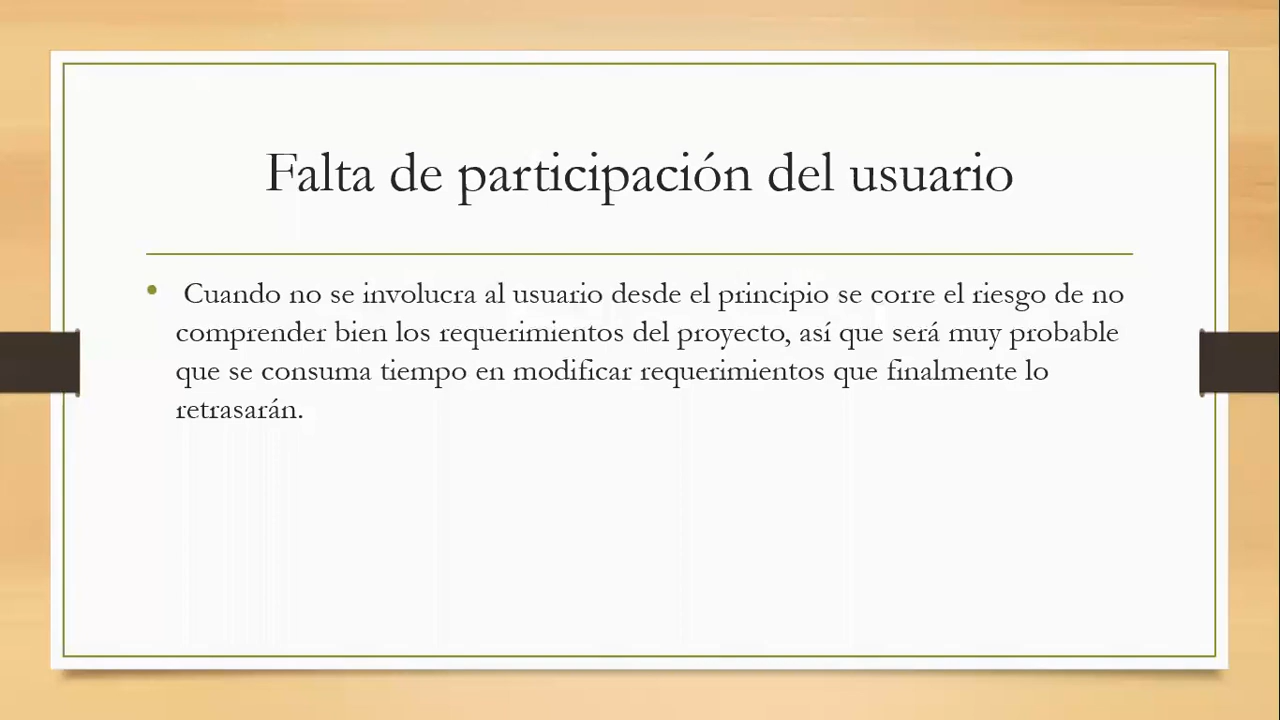 Falta de participación del usuario
• Cuando no se involucra al usuario desde el principio se corre el riesgo de no
comprender bien los requerimientos del proyecto, así que será muy probable
que se consuma tiempo en modificar requerimientos que finalmente lo
retrasarán.